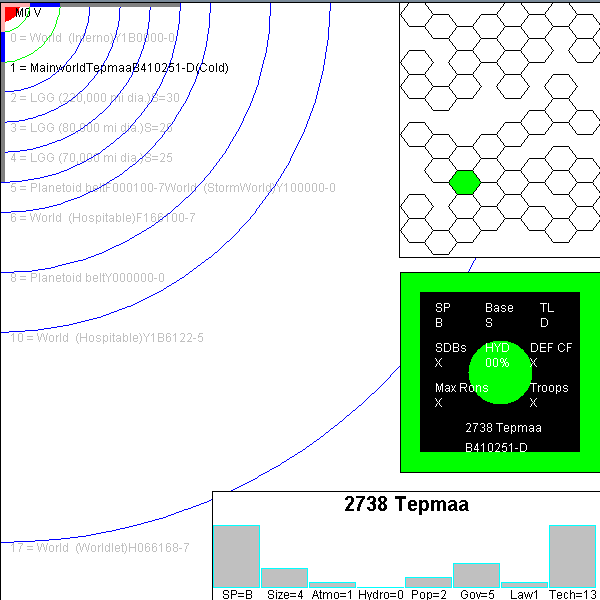 M0 V
0 = World (Inferno)Y1B0000-0
1 = MainworldTepmaaB410251-D(Cold)
2 = LGG (220,000 mi dia.)S=30
3 = LGG (80,000 mi dia.)S=25
4 = LGG (70,000 mi dia.)S=25
5 = Planetoid beltF000100-7World (StormWorld)Y100000-0
6 = World (Hospitable)F166100-7
8 = Planetoid beltY000000-0
10 = World (Hospitable)Y1B6122-5
17 = World (Worldlet)H066168-7
SP Base TL
B S D
SDBs HYD DEF CF
X 00% X
Max Rons Troops
X X
2738 Tepmaa
B410251-D
2738 Tepmaa
SP=B Size=4 Atmo=1 Hydro=0 Pop=2 Gov=5 Law1 Tech=13